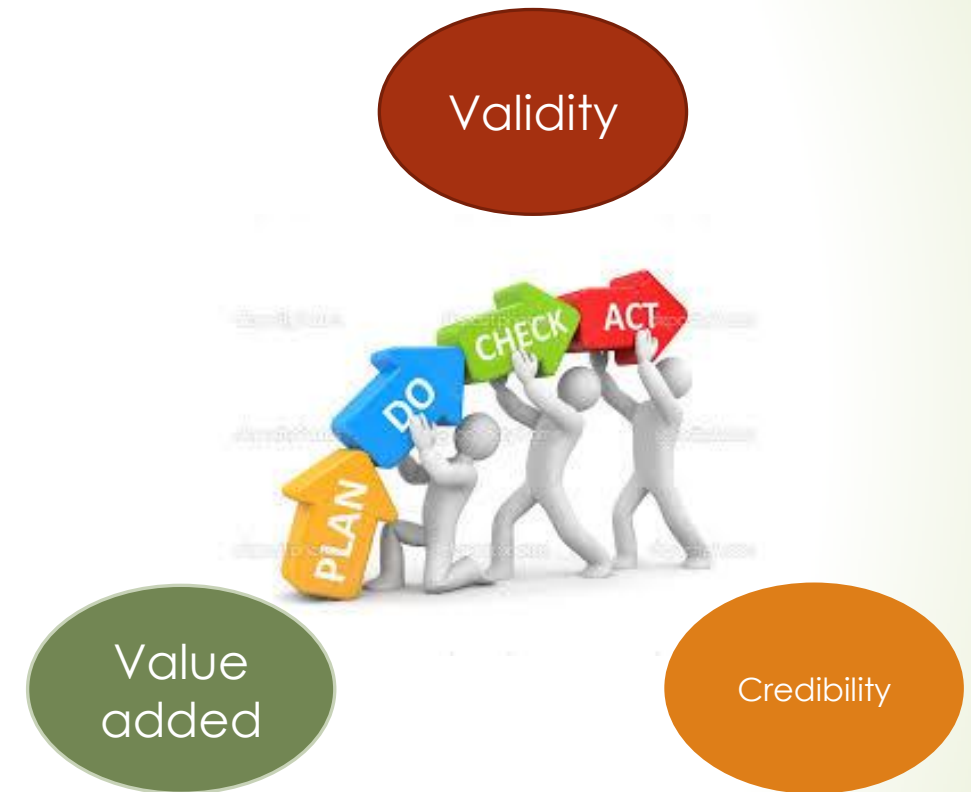 Validity
PLAN
DO
CHECK
ACT
Value
added
Credibility